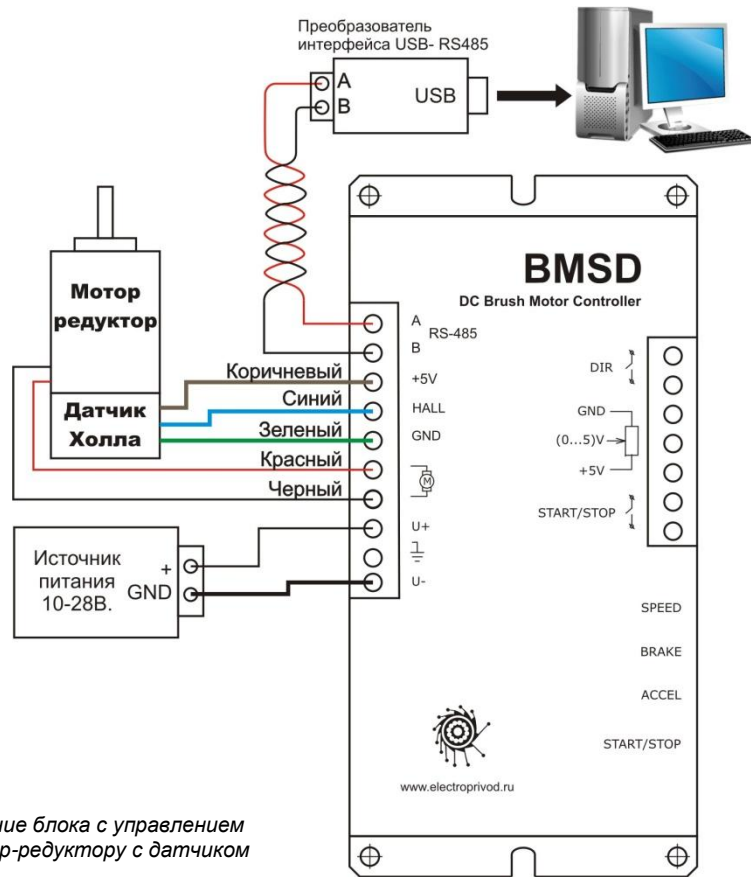 Преобразователь
интерфейса USB- RS485
A
B
USB
BMSD
DC Brush Motor Controller
Мотор
редуктор
Датчик
Холла
Коричневый
Синий
Зеленый
Красный
Черный
A
RS-485
B
+5V
HALL
GND
M
U+
U-
DIR
GND
(0...5)V
+5V
START/STOP
Источник
питания
10-28В.
+
GND
SPEED
BRAKE
ACCEL
START/STOP
www.electroprivod.ru
ние блока с управлением
р-редуктору с датчиком